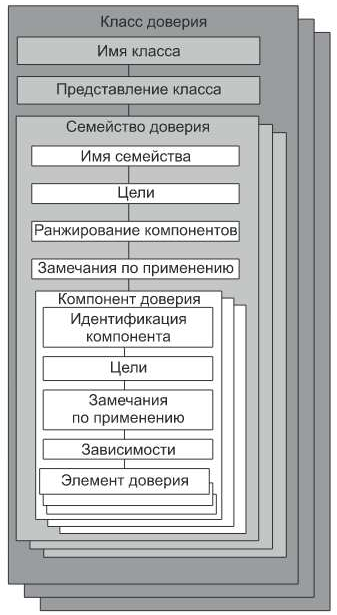 Класс доверия
Имя класса
Представление класса
Семейство доверия
Имя семейства
Цели
Ранжирование компонентов
Замечания по применению
Компонент доверия
Идентификация
компонента
Цели
Замечания
по применению
Зависимости
Элемент доверия